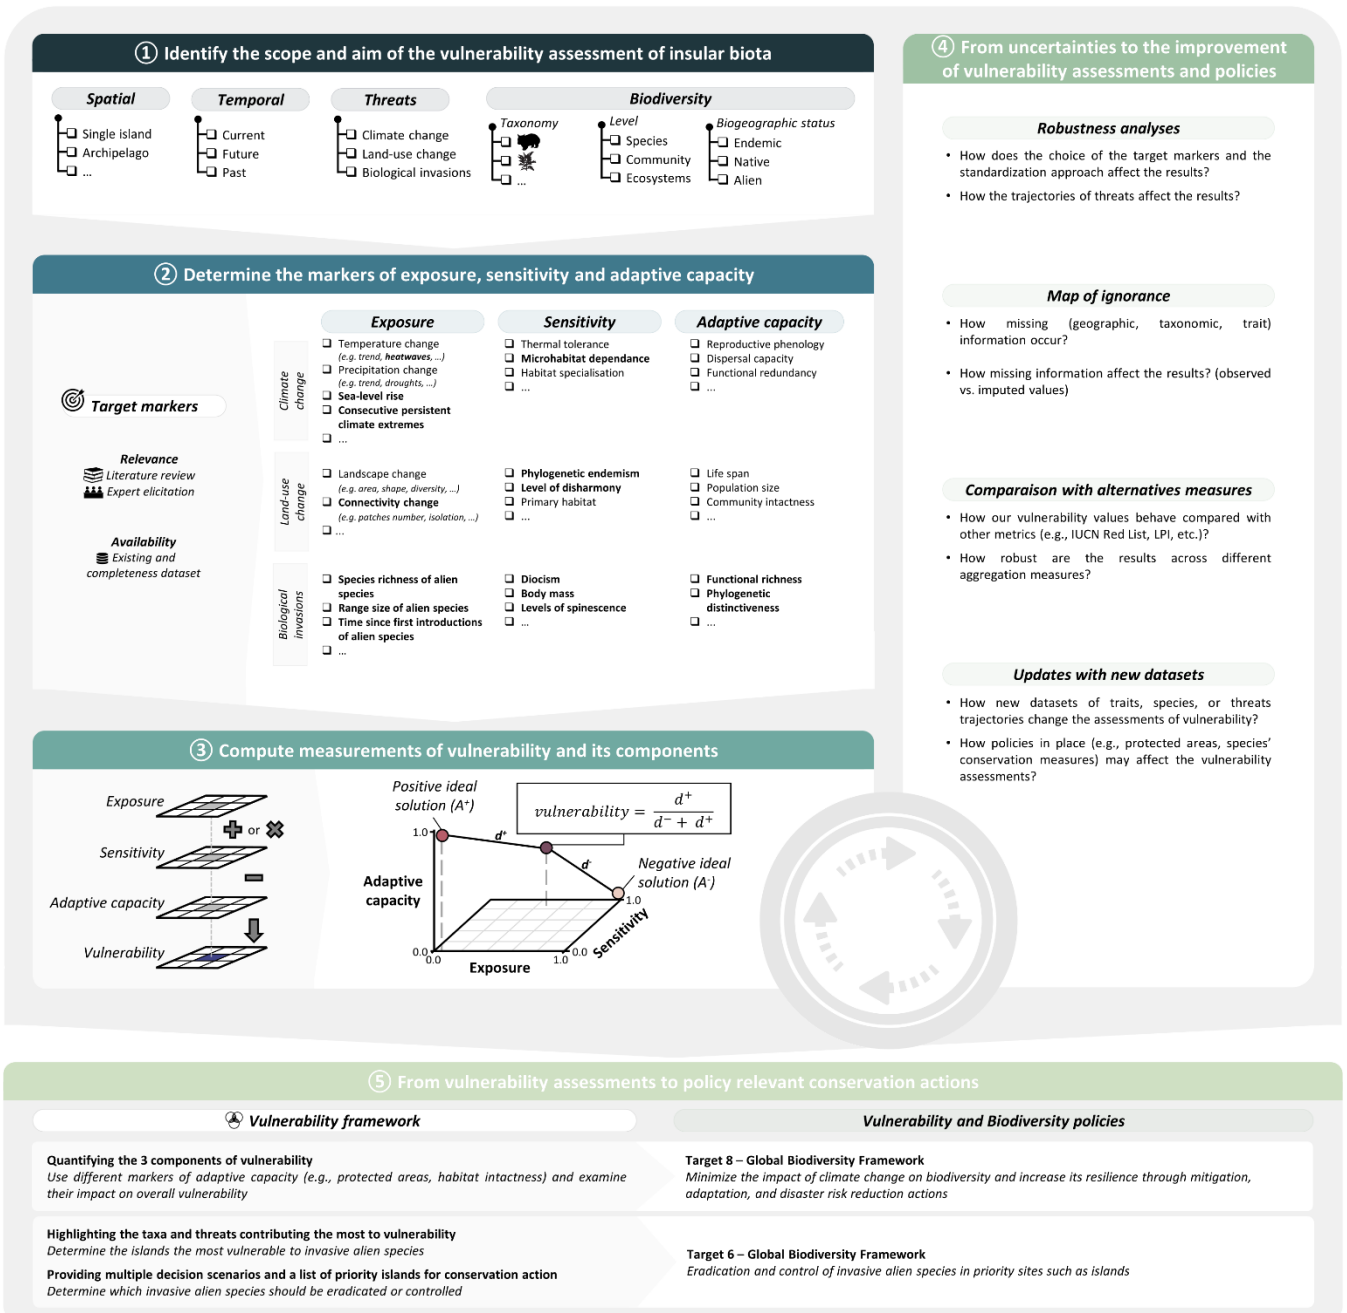 ① Identify the scope and aim of the vulnerability assessment of insular biota
Spatial
Single island
Archipelago
...
Temporal
Current
Future
Past
Threats
Climate change
Land-use change
Biological invasions
Biodiversity
Taxonomy
...
Level
Species
Community
Ecosystems
Biogeographic status
Endemic
Native
Alien
② Determine the markers of exposure, sensitivity and adaptive capacity
Target markers
Relevance
Literature review
Expert elicitation
Availability
Existing and
completeness dataset
Exposure
Sensitivity
Adaptive capacity
Climate
change
Temperature change
(e.g. trend, heatwaves, ...)
Precipitation change
(e.g. trend, droughts, ...)
Sea-level rise
Consecutive persistent
climate extremes
...
Thermal tolerance
Microhabitat dependance
Habitat specialisation
...
Reproductive phenology
Dispersal capacity
Functional redundancy
...
Land-use
change
Landscape change
(e.g. area, shape, diversity, ...)
Connectivity change
(e.g. patches number, isolation, ...)
...
Phylogenetic endemism
Level of disharmony
Primary habitat
...
Life span
Population size
Community intactness
...
Biological
invasions
Species richness of alien
species
Range size of alien species
Time since first introductions
of alien species
...
Diocism
Body mass
Levels of spinescence
...
Functional richness
Phylogenetic
distinctiveness
...
③ Compute measurements of vulnerability and its components
Exposure
or
Sensitivity
Adaptive capacity
Vulnerability
Positive ideal
solution (A⁺)
vulnerability = d⁺ / (d⁻ + d⁺)
1.0
d⁺
d⁻
Negative ideal
solution (A⁻)
Adaptive
capacity
1.0
Sensitivity
0.0
0.0
1.0
0.0
Exposure
④ From uncertainties to the improvement
of vulnerability assessments and policies
Robustness analyses
• How does the choice of the target markers and the
standardization approach affect the results?
• How the trajectories of threats affect the results?
Map of ignorance
• How missing (geographic, taxonomic, trait)
information occur?
• How missing information affect the results? (observed
vs. imputed values)
Comparaison with alternatives measures
• How our vulnerability values behave compared with
other metrics (e.g., IUCN Red List, LPI, etc.)?
• How robust are the results across different
aggregation measures?
Updates with new datasets
• How new datasets of traits, species, or threats
trajectories change the assessments of vulnerability?
• How policies in place (e.g., protected areas, species'
conservation measures) may affect the vulnerability
assessments?
⑤ From vulnerability assessments to policy relevant conservation actions
Vulnerability framework
Vulnerability and Biodiversity policies
Quantifying the 3 components of vulnerability
Use different markers of adaptive capacity (e.g., protected areas, habitat intactness) and examine
their impact on overall vulnerability
Target 8 – Global Biodiversity Framework
Minimize the impact of climate change on biodiversity and increase its resilience through mitigation,
adaptation, and disaster risk reduction actions
Highlighting the taxa and threats contributing the most to vulnerability
Determine the islands the most vulnerable to invasive alien species
Providing multiple decision scenarios and a list of priority islands for conservation action
Determine which invasive alien species should be eradicated or controlled
Target 6 – Global Biodiversity Framework
Eradication and control of invasive alien species in priority sites such as islands